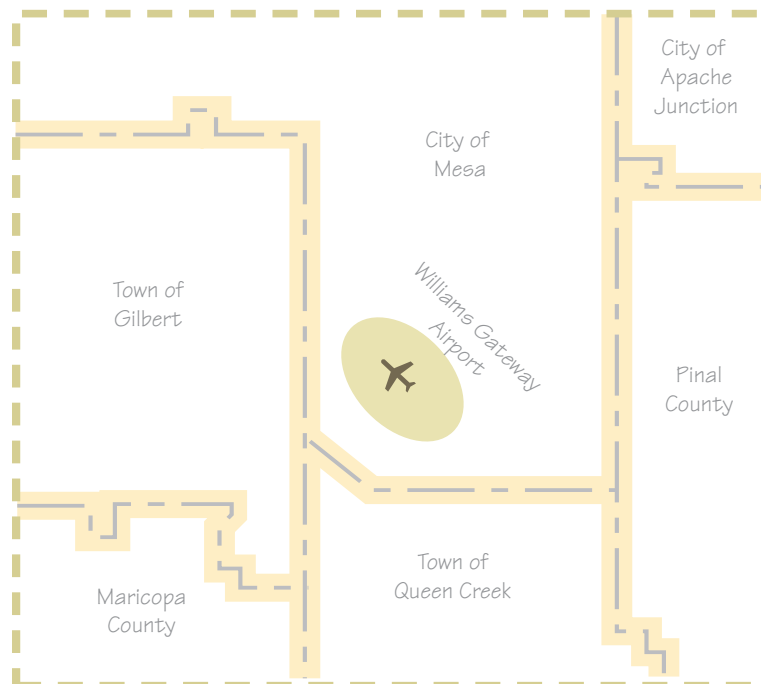 City of
Apache
Junction
City of
Mesa
Town of
Gilbert
Williams Gateway
Airport
Pinal
County
Town of
Queen Creek
Maricopa
County